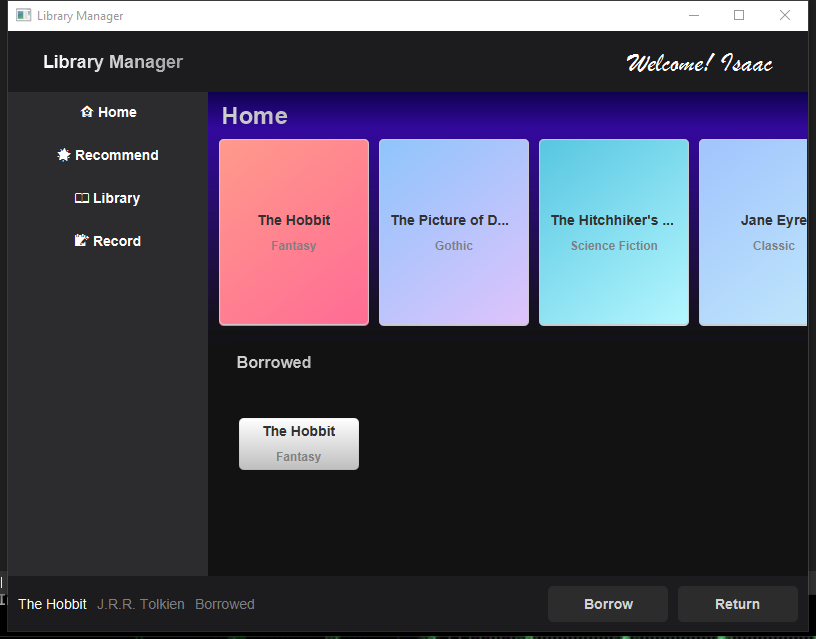 Library Manager
Library Manager
Welcome! Isaac
Home
Recommend
Library
Record
Home
The Hobbit
Fantasy
The Picture of D...
Gothic
The Hitchhiker's ...
Science Fiction
Jane Eyre
Classic
Borrowed
The Hobbit
Fantasy
The Hobbit J.R.R. Tolkien Borrowed
Borrow
Return